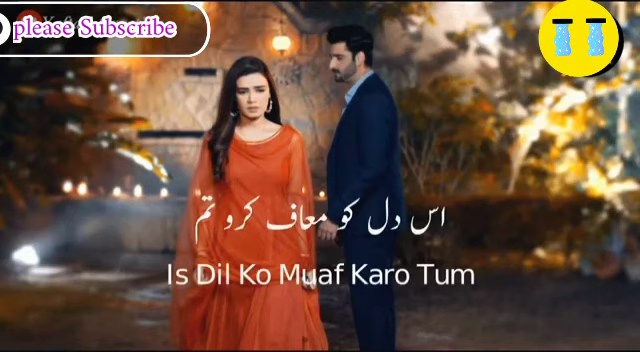 please Subscribe
اس دل کو معاف کرو تم
Is Dil Ko Muaf Karo Tum